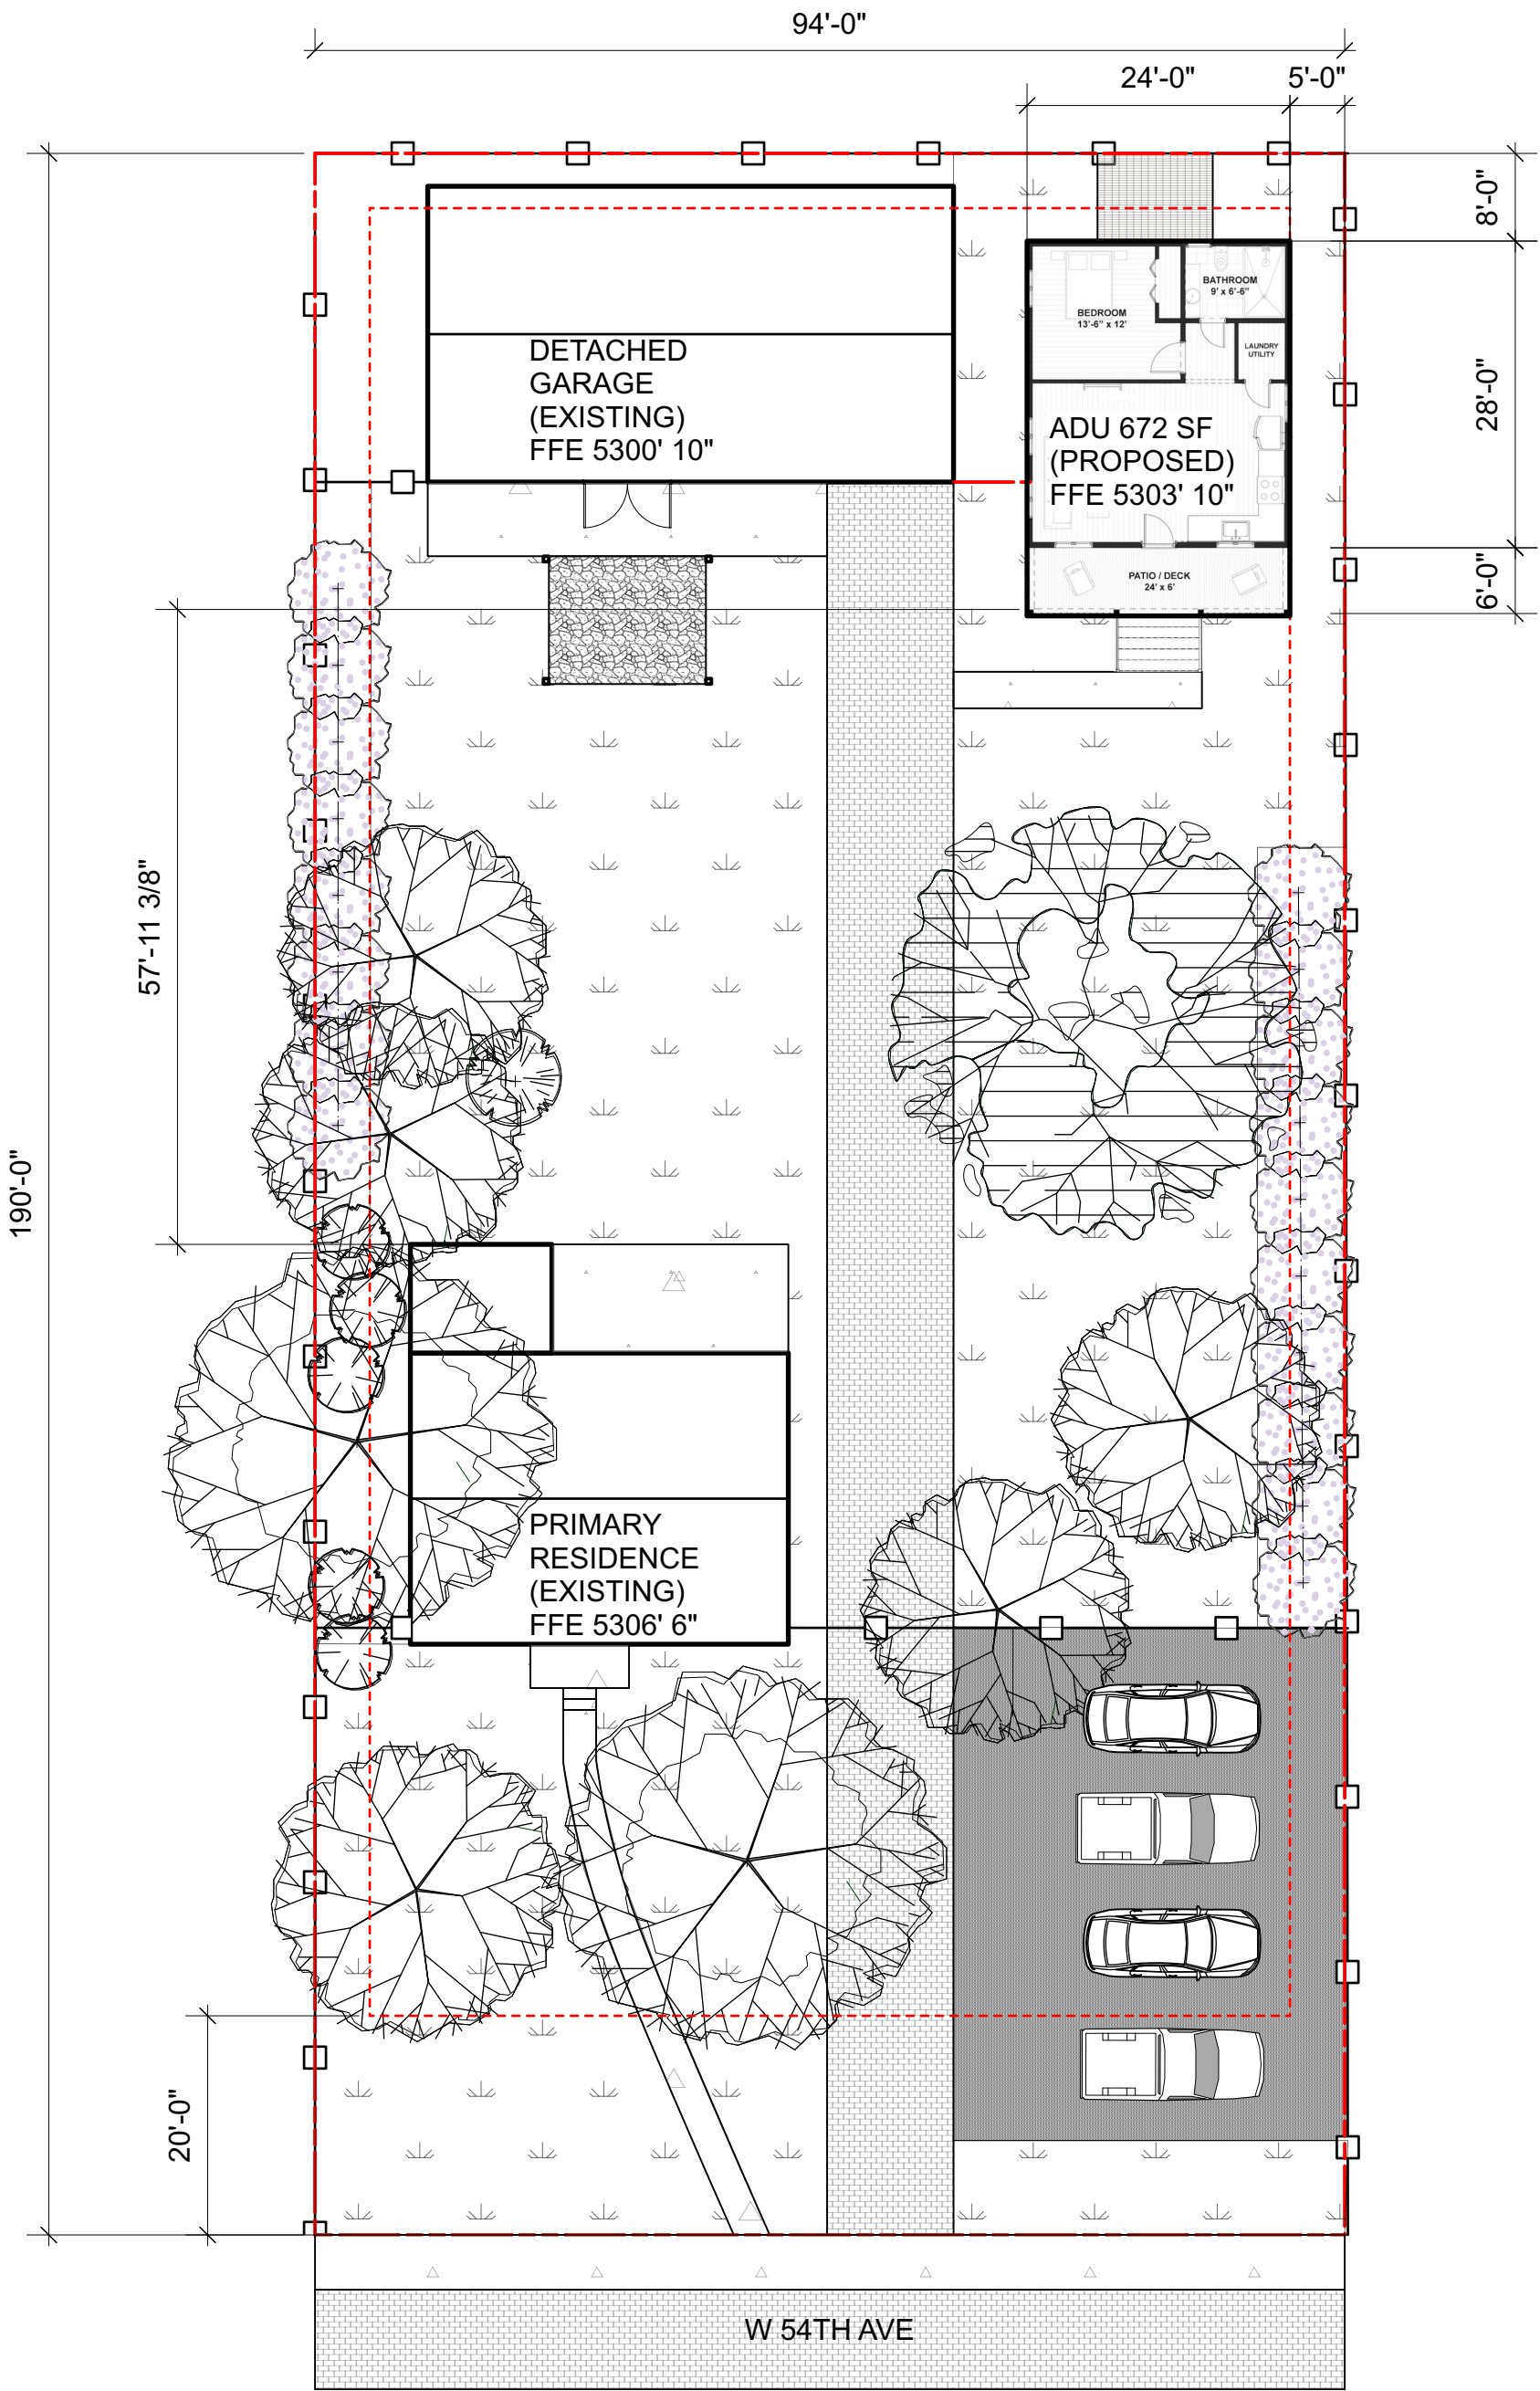 94'-0"
24'-0"
5'-0"
8'-0"
BATHROOM
9' x 6'-6"
BEDROOM
13'-6" x 12'
LAUNDRY
UTILITY
DETACHED
GARAGE
(EXISTING)
FFE 5300' 10"
28'-0"
ADU 672 SF
(PROPOSED)
FFE 5303' 10"
PATIO / DECK
24' x 6'
6'-0"
57'-11 3/8"
190'-0"
PRIMARY
RESIDENCE
(EXISTING)
FFE 5306' 6"
20'-0"
W 54TH AVE